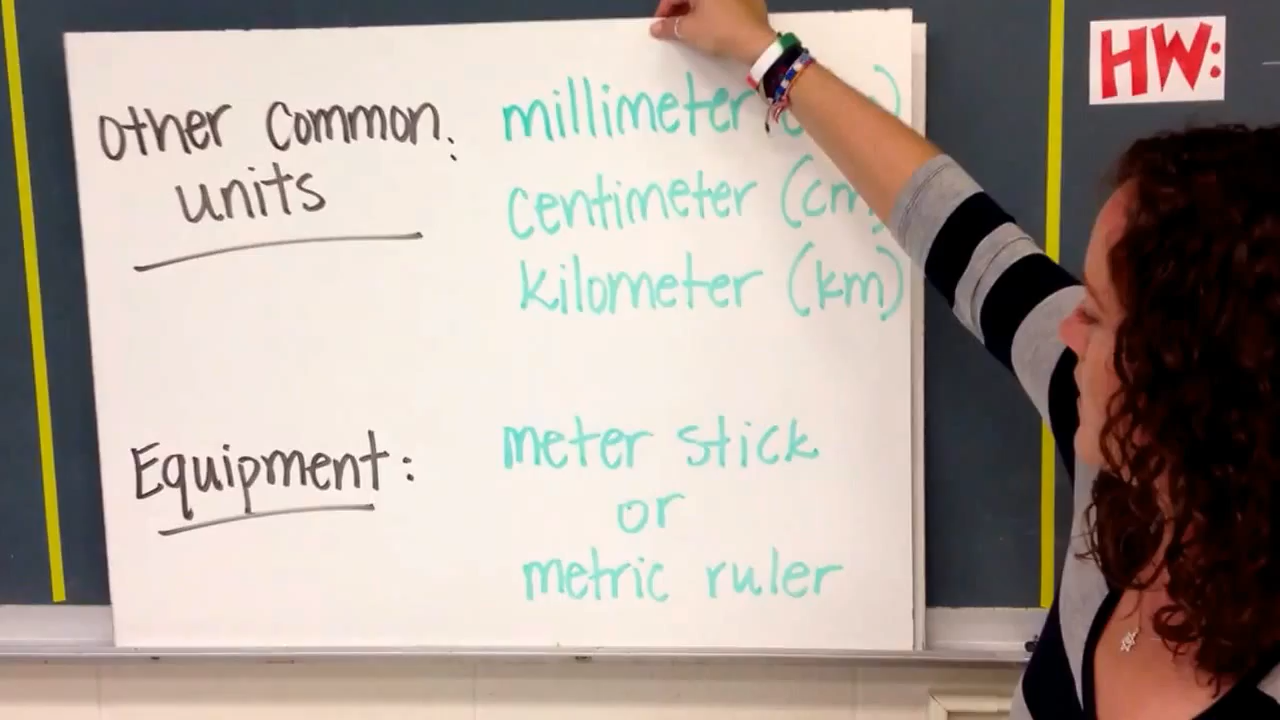 Other Common:
units
millimeter
centimeter (cm
kilometer (km)
Equipment:
meter stick
or
metric ruler
HW: